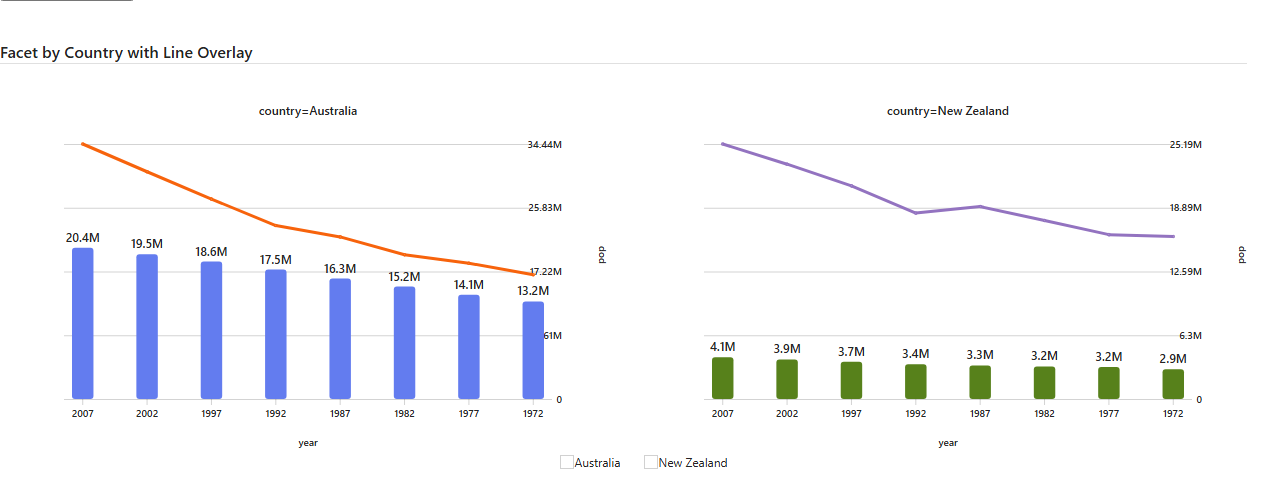 Facet by Country with Line Overlay
country=Australia
34.44M
25.83M
17.22M
61M
0
20.4M
19.5M
18.6M
17.5M
16.3M
15.2M
14.1M
13.2M
2007
2002
1997
1992
1987
1982
1977
1972
year
pop
country=New Zealand
25.19M
18.89M
12.59M
6.3M
0
4.1M
3.9M
3.7M
3.4M
3.3M
3.2M
3.2M
2.9M
2007
2002
1997
1992
1987
1982
1977
1972
year
pop
Australia
New Zealand